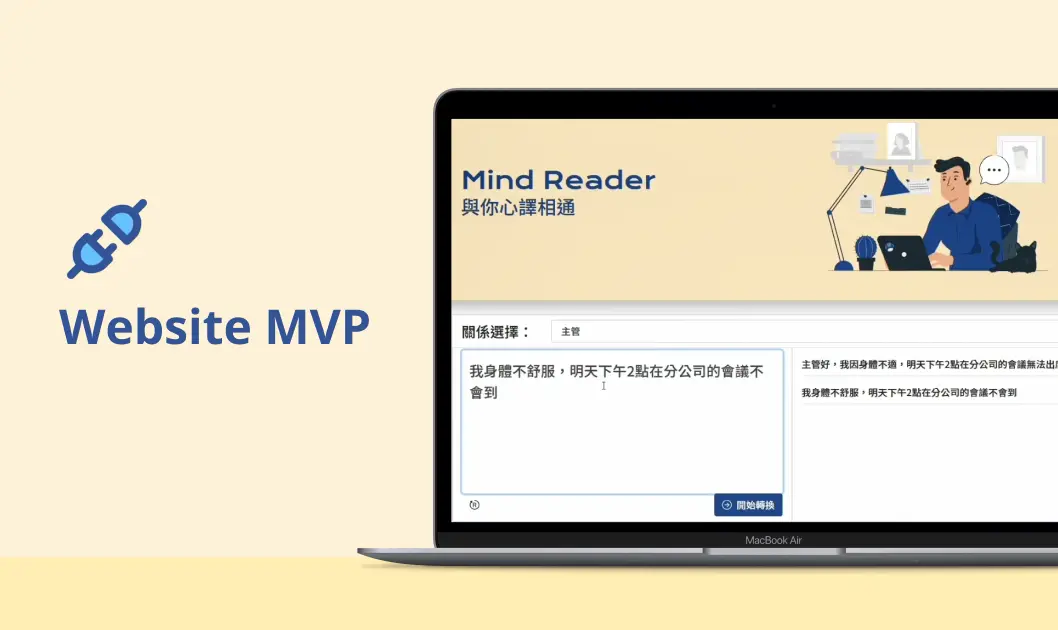 Website MVP
Mind Reader
與你心譯相通
關係選擇：
主管
我身體不舒服，明天下午2點在分公司的會議不
會到
開始轉換
主管好，我因身體不適，明天下午2點在分公司的會議無法出
我身體不舒服，明天下午2點在分公司的會議不會到
MacBook Air